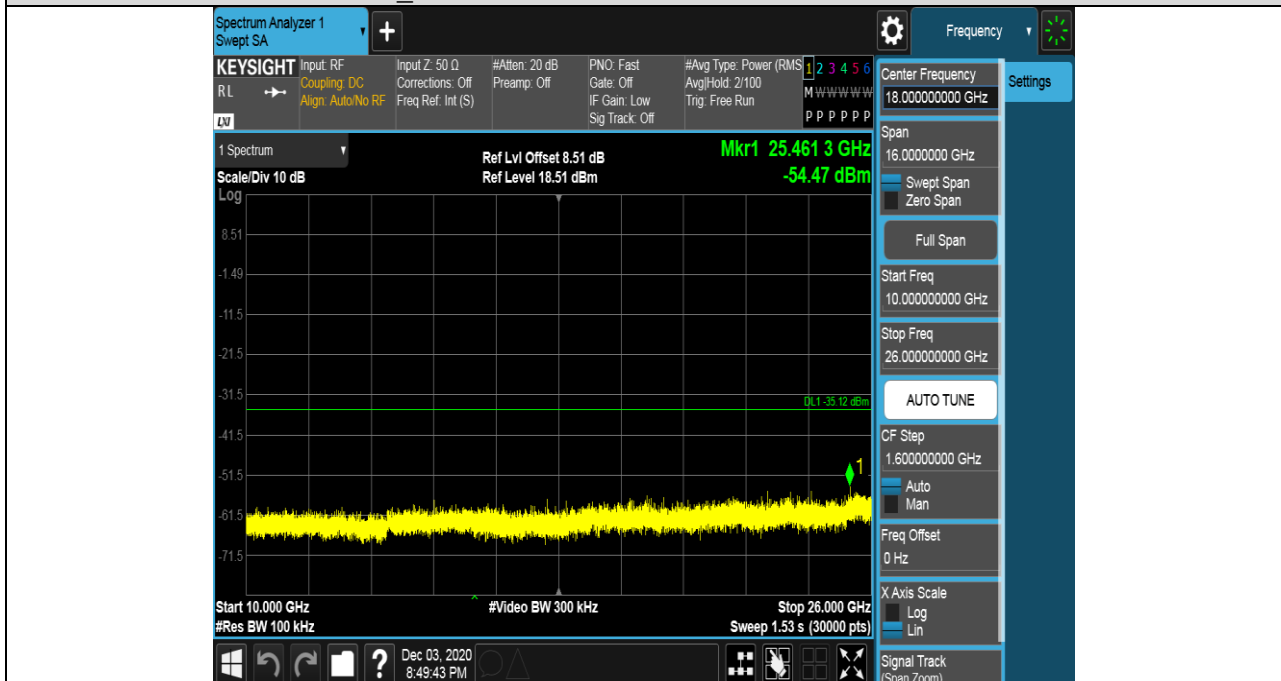 Spectrum Analyzer 1
Swept SA
+
Frequency
KEYSIGHT
RL
LXI
Input: RF
Coupling: DC
Align: Auto/No RF
Input Z: 50 Ω
Corrections: Off
Freq Ref: Int (S)
#Atten: 20 dB
Preamp: Off
PNO: Fast
Gate: Off
IF Gain: Low
Sig Track: Off
#Avg Type: Power (RMS
Avg|Hold: 2/100
Trig: Free Run
1 2 3 4 5 6
M W W W W W
P P P P P P
1 Spectrum
Scale/Div 10 dB
Ref Lvl Offset 8.51 dB
Ref Level 18.51 dBm
Mkr1 25.461 3 GHz
-54.47 dBm
Log
8.51
-1.49
-11.5
-21.5
-31.5
-41.5
-51.5
-61.5
-71.5
DL1 -35.12 dBm
1
Start 10.000 GHz
#Res BW 100 kHz
#Video BW 300 kHz
Stop 26.000 GHz
Sweep 1.53 s (30000 pts)
?
Dec 03, 2020
8:49:43 PM
Center Frequency
18.000000000 GHz
Span
16.0000000 GHz
Swept Span
Zero Span
Full Span
Start Freq
10.000000000 GHz
Stop Freq
26.000000000 GHz
AUTO TUNE
CF Step
1.600000000 GHz
Auto
Man
Freq Offset
0 Hz
X Axis Scale
Log
Lin
Signal Track
(Span Zoom)
Settings